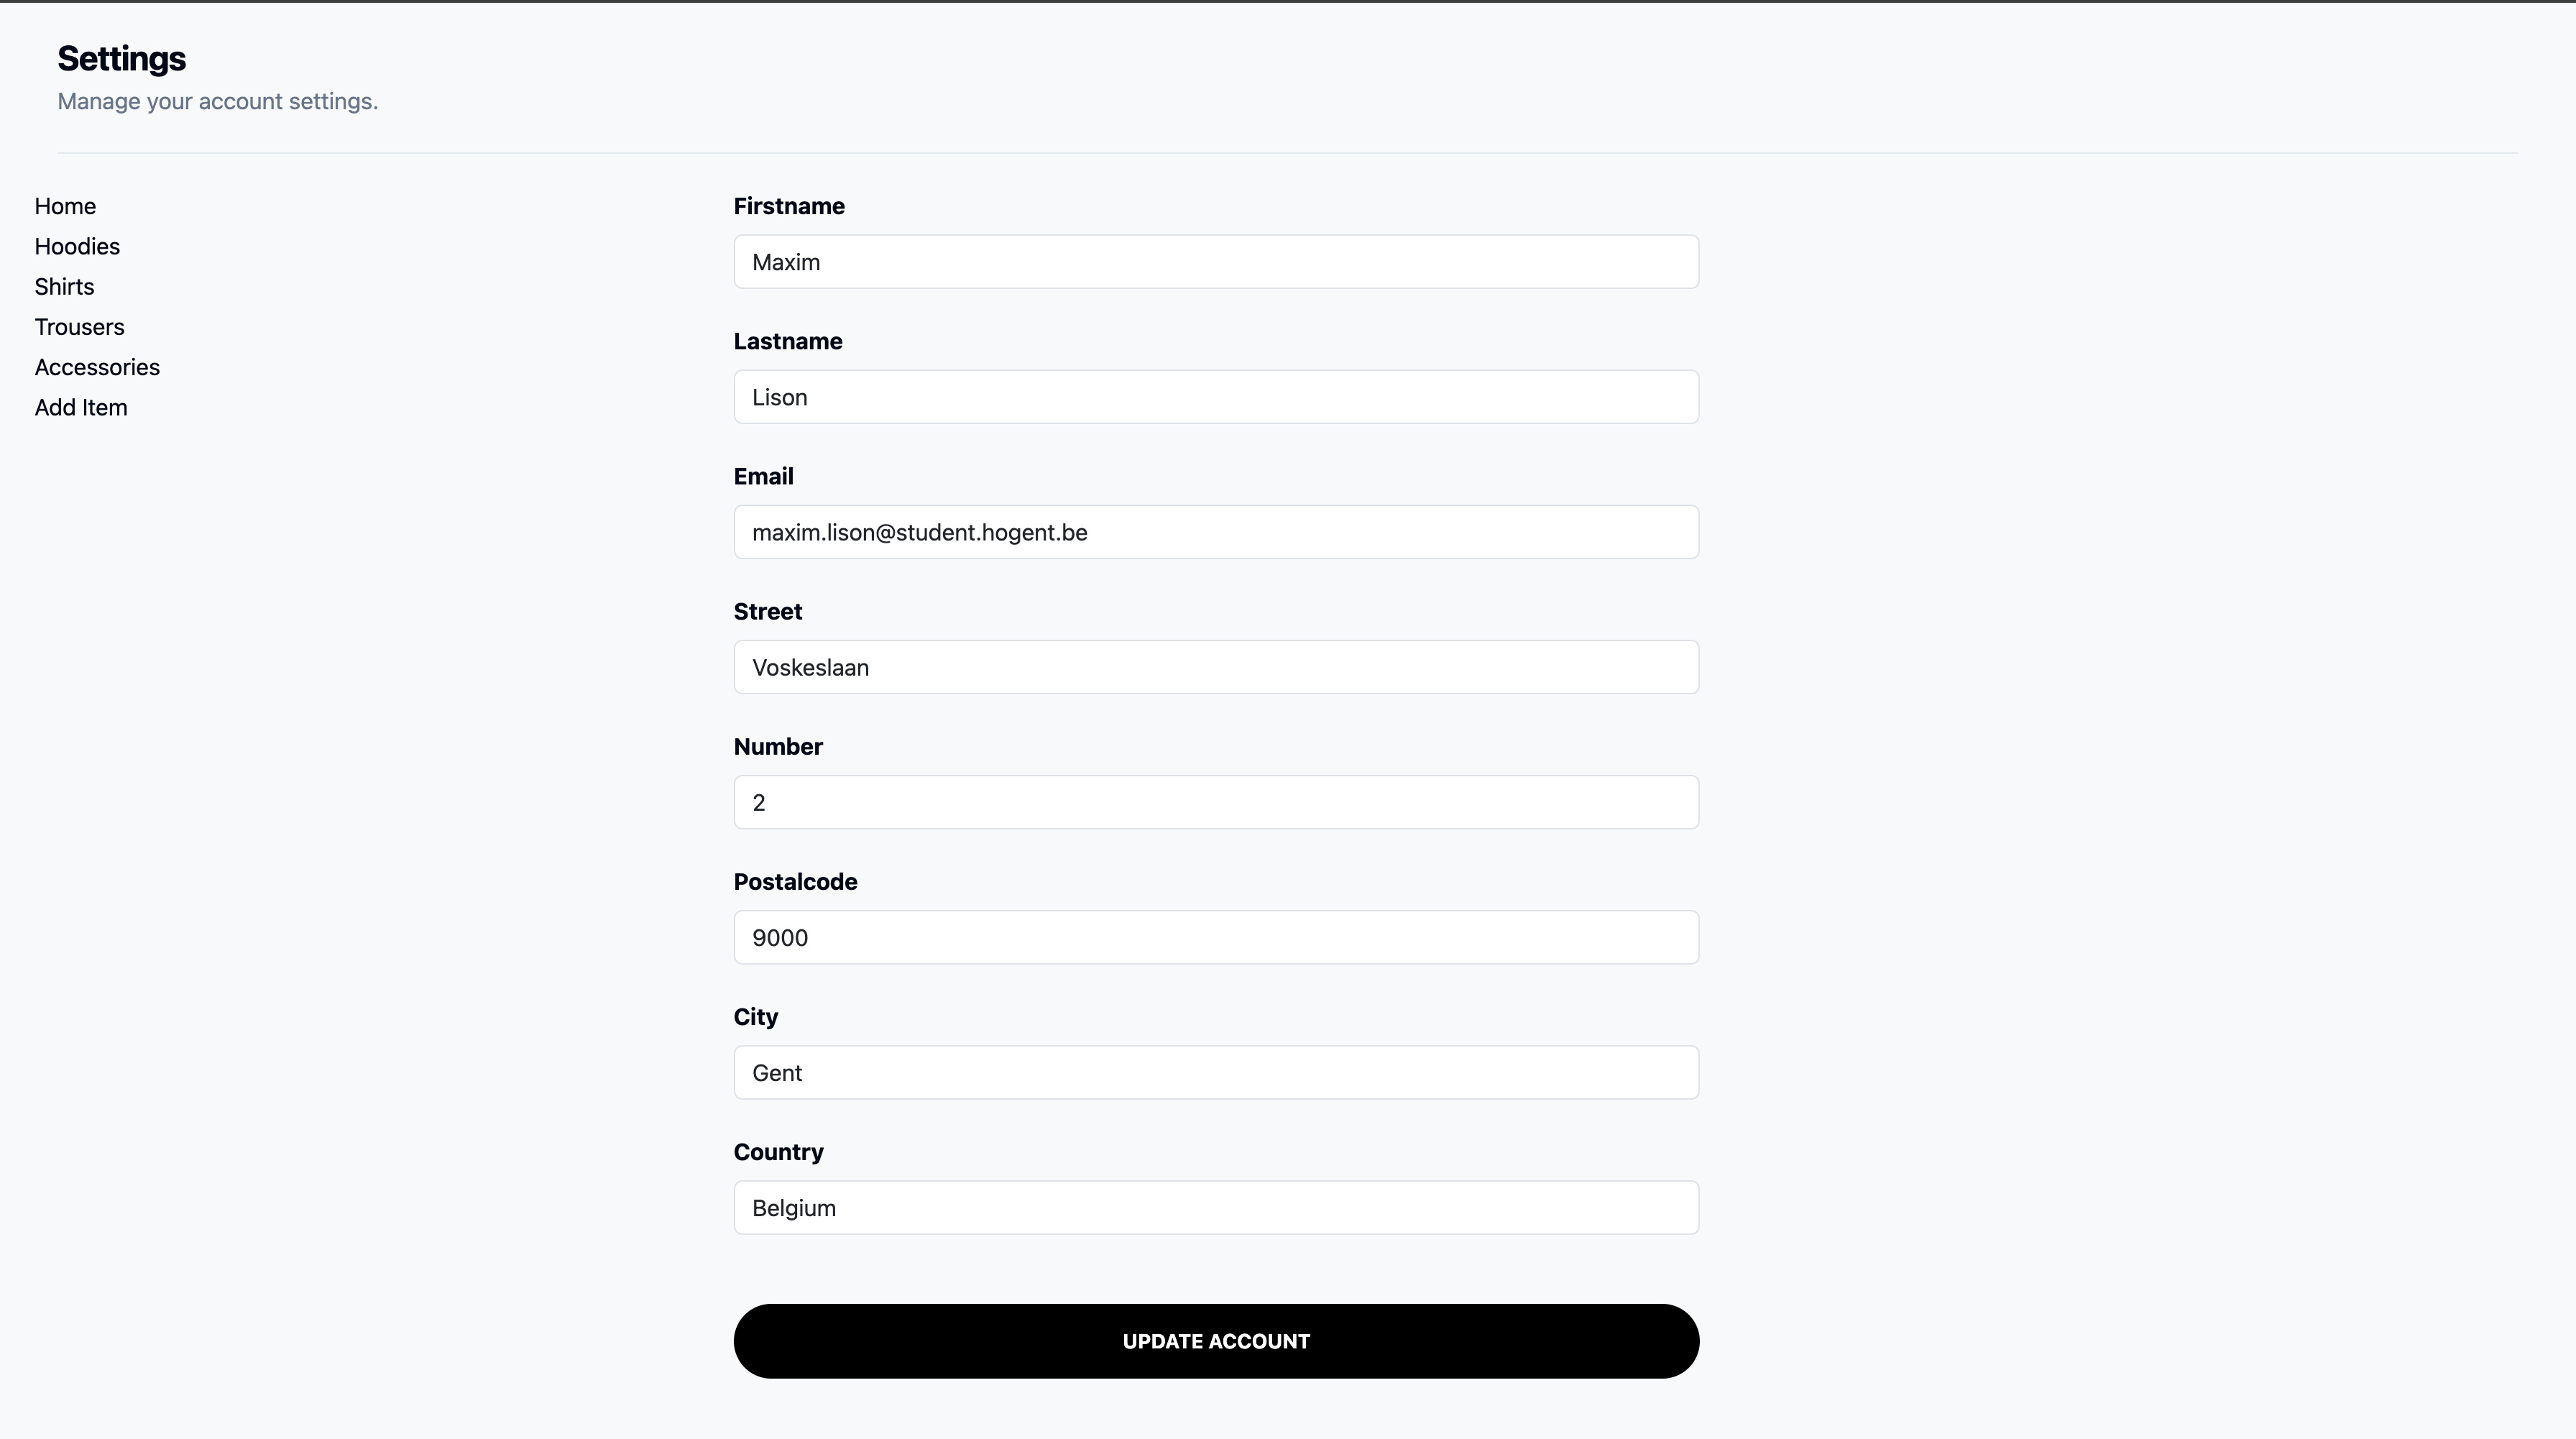 Settings
Manage your account settings.
Home
Hoodies
Shirts
Trousers
Accessories
Add Item
Firstname
Maxim
Lastname
Lison
Email
maxim.lison@student.hogent.be
Street
Voskeslaan
Number
2
Postalcode
9000
City
Gent
Country
Belgium
UPDATE ACCOUNT